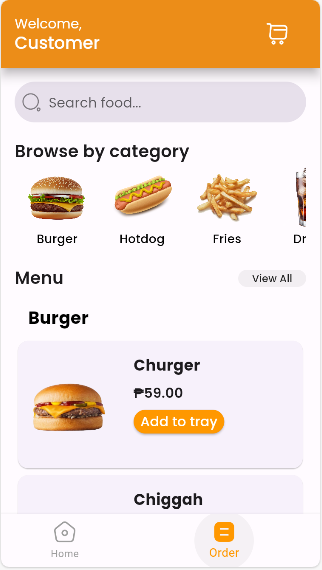 Welcome,
Customer
Search food...
Browse by category
Burger Hotdog Fries Dr
Menu View All
Burger
Churger
₱59.00
Add to tray
Chiggah
Home Order